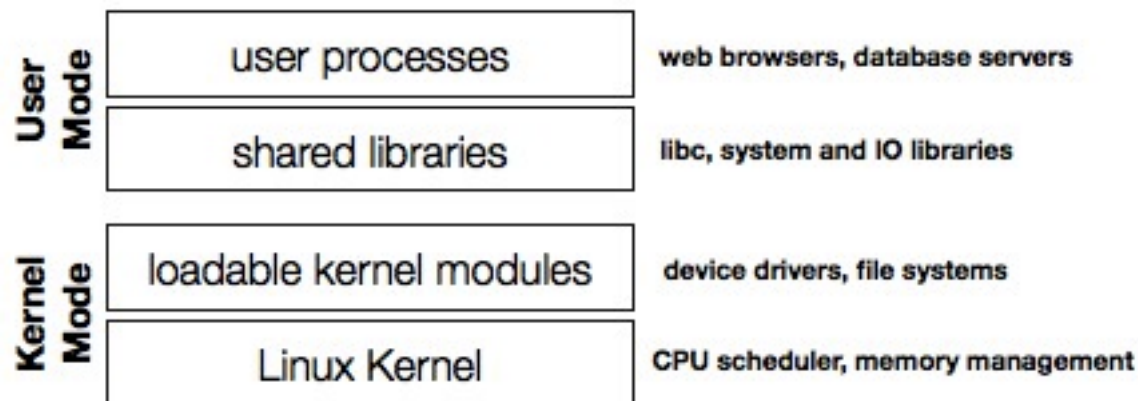 User
Mode
user processes
web browsers, database servers
shared libraries
libc, system and IO libraries
Kernel
Mode
loadable kernel modules
device drivers, file systems
Linux Kernel
CPU scheduler, memory management